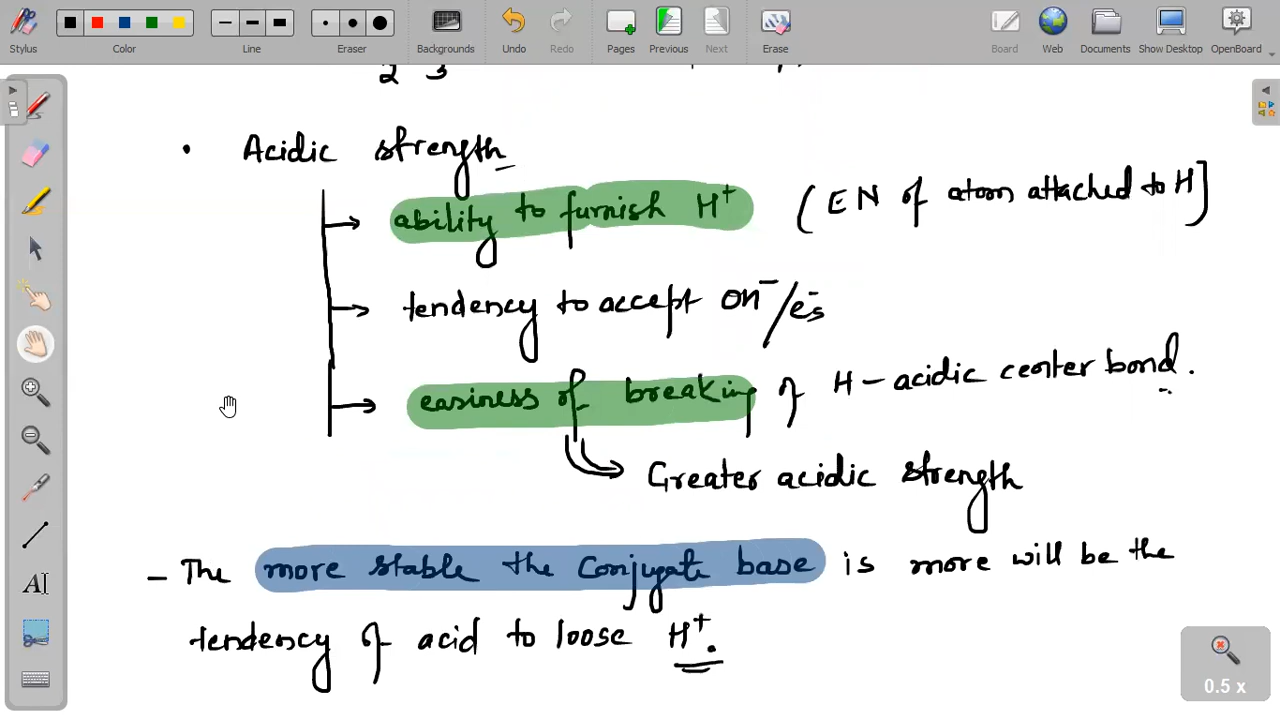 Stylus Color Line Eraser Backgrounds Undo Redo Pages Previous Next Erase Board Web Documents Show Desktop OpenBoard
2 3
• Acidic strength
→ ability to furnish H⁺ (EN of atom attached to H]
→ tendency to accept OH⁻/e⁻s
→ easiness of breaking of H - acidic center bond.
Greater acidic strength
- The more stable the Conjugate base is more will be the
tendency of acid to loose H⁺.
0.5 x